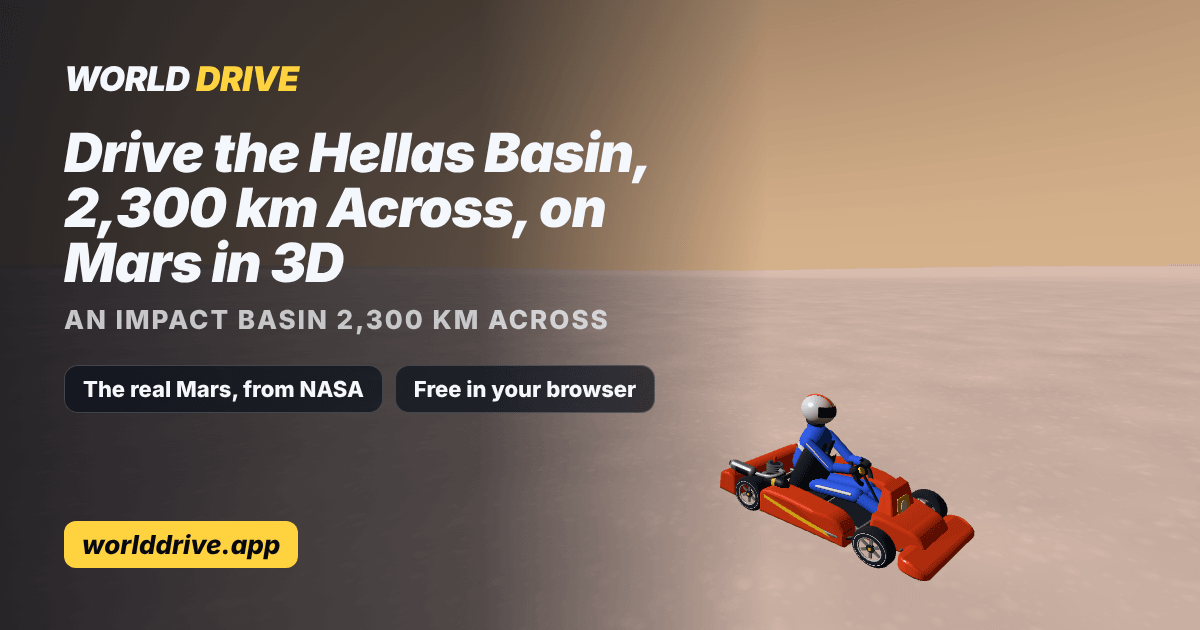 WORLD DRIVE
Drive the Hellas Basin,
2,300 km Across, on
Mars in 3D
AN IMPACT BASIN 2,300 KM ACROSS
The real Mars, from NASA
Free in your browser
worlddrive.app